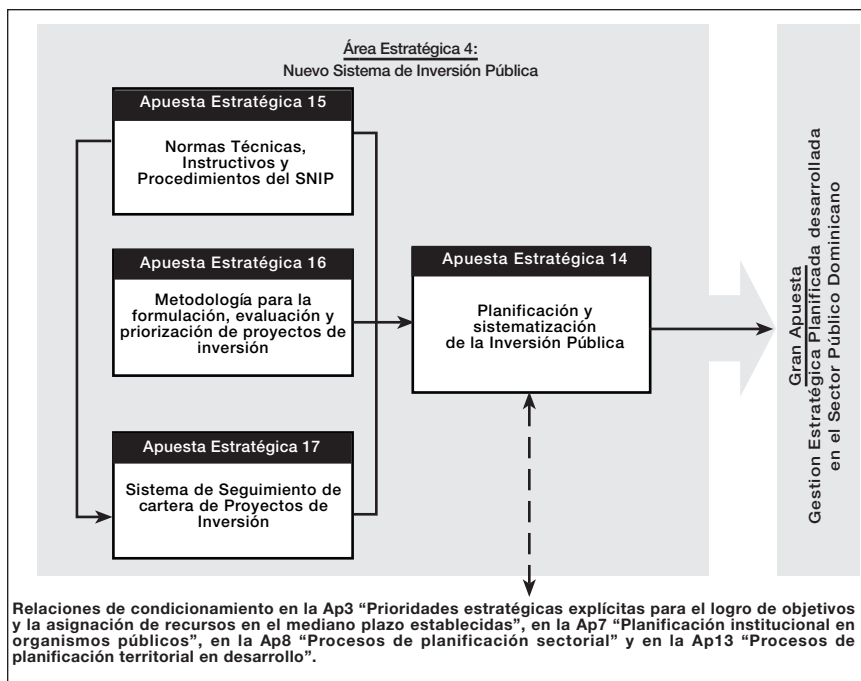 Área Estratégica 4:
Nuevo Sistema de Inversión Pública
Apuesta Estratégica 15
Normas Técnicas,
Instructivos y
Procedimientos del SNIP
Apuesta Estratégica 16
Metodología para la
formulación, evaluación y
priorización de proyectos de
inversión
Apuesta Estratégica 17
Sistema de Seguimiento de
cartera de Proyectos de
Inversión
Apuesta Estratégica 14
Planificación y
sistematización
de la Inversión Pública
Gran Apuesta
Gestion Estratégica Planificada desarrollada
en el Sector Público Dominicano
Relaciones de condicionamiento en la Ap3 “Prioridades estratégicas explícitas para el logro de objetivos
y la asignación de recursos en el mediano plazo establecidas”, en la Ap7 “Planificación institucional en
organismos públicos”, en la Ap8 “Procesos de planificación sectorial” y en la Ap13 “Procesos de
planificación territorial en desarrollo”.